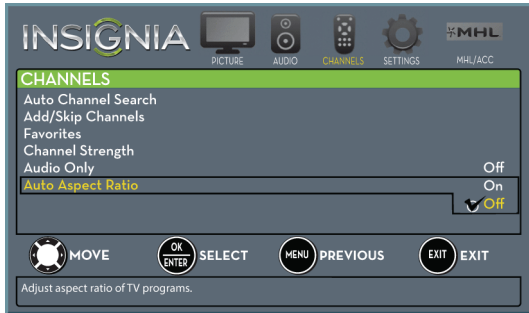 INSIGNIA
PICTURE AUDIO CHANNELS SETTINGS MHL/ACC
MHL
CHANNELS
Auto Channel Search
Add/Skip Channels
Favorites
Channel Strength
Audio Only Off
Auto Aspect Ratio On
Off
MOVE OK ENTER SELECT MENU PREVIOUS EXIT EXIT
Adjust aspect ratio of TV programs.